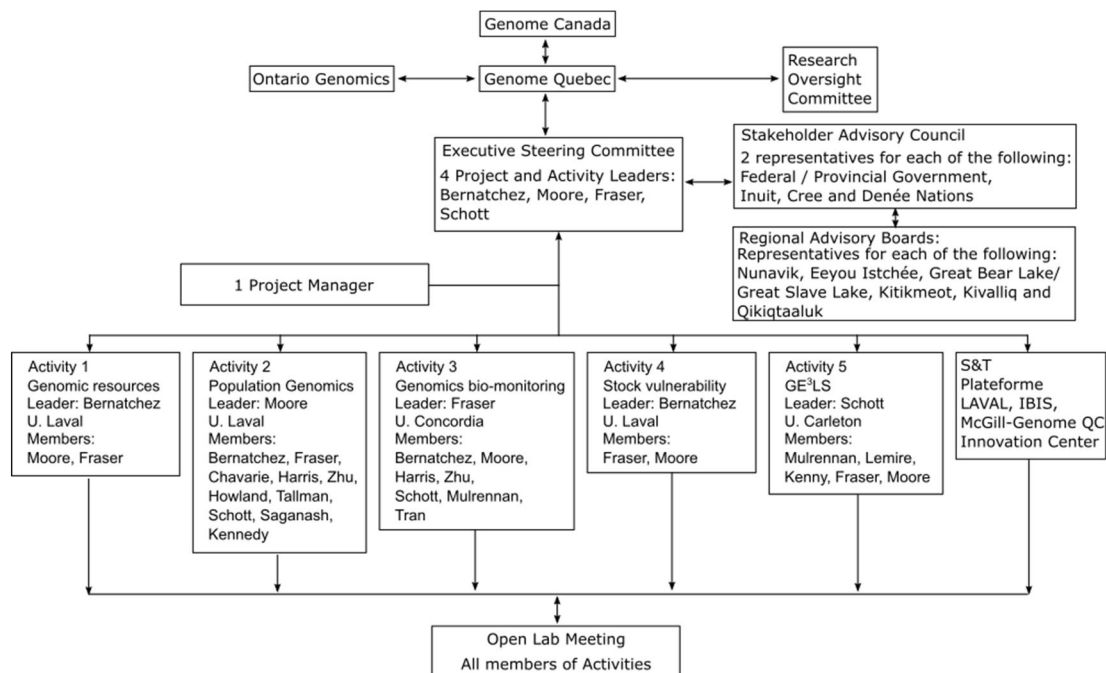 Genome Canada
Ontario Genomics
Genome Quebec
Research
Oversight
Committee
Executive Steering Committee
4 Project and Activity Leaders:
Bernatchez, Moore, Fraser,
Schott
Stakeholder Advisory Council
2 representatives for each of the following:
Federal / Provincial Government,
Inuit, Cree and Denée Nations
Regional Advisory Boards:
Representatives for each of the following:
Nunavik, Eeyou Istchée, Great Bear Lake/
Great Slave Lake, Kitikmeot, Kivalliq and
Qikiqtaaluk
1 Project Manager
Activity 1
Genomic resources
Leader: Bernatchez
U. Laval
Members:
Moore, Fraser
Activity 2
Population Genomics
Leader: Moore
U. Laval
Members:
Bernatchez, Fraser,
Chavarie, Harris, Zhu,
Howland, Tallman,
Schott, Saganash,
Kennedy
Activity 3
Genomics bio-monitoring
Leader: Fraser
U. Concordia
Members:
Bernatchez, Moore,
Harris, Zhu,
Schott, Mulrennan,
Tran
Activity 4
Stock vulnerability
Leader: Bernatchez
U. Laval
Members:
Fraser, Moore
Activity 5
GE³LS
Leader: Schott
U. Carleton
Members:
Mulrennan, Lemire,
Kenny, Fraser, Moore
S&T
Plateforme
LAVAL, IBIS,
McGill-Genome QC
Innovation Center
Open Lab Meeting
All members of Activities